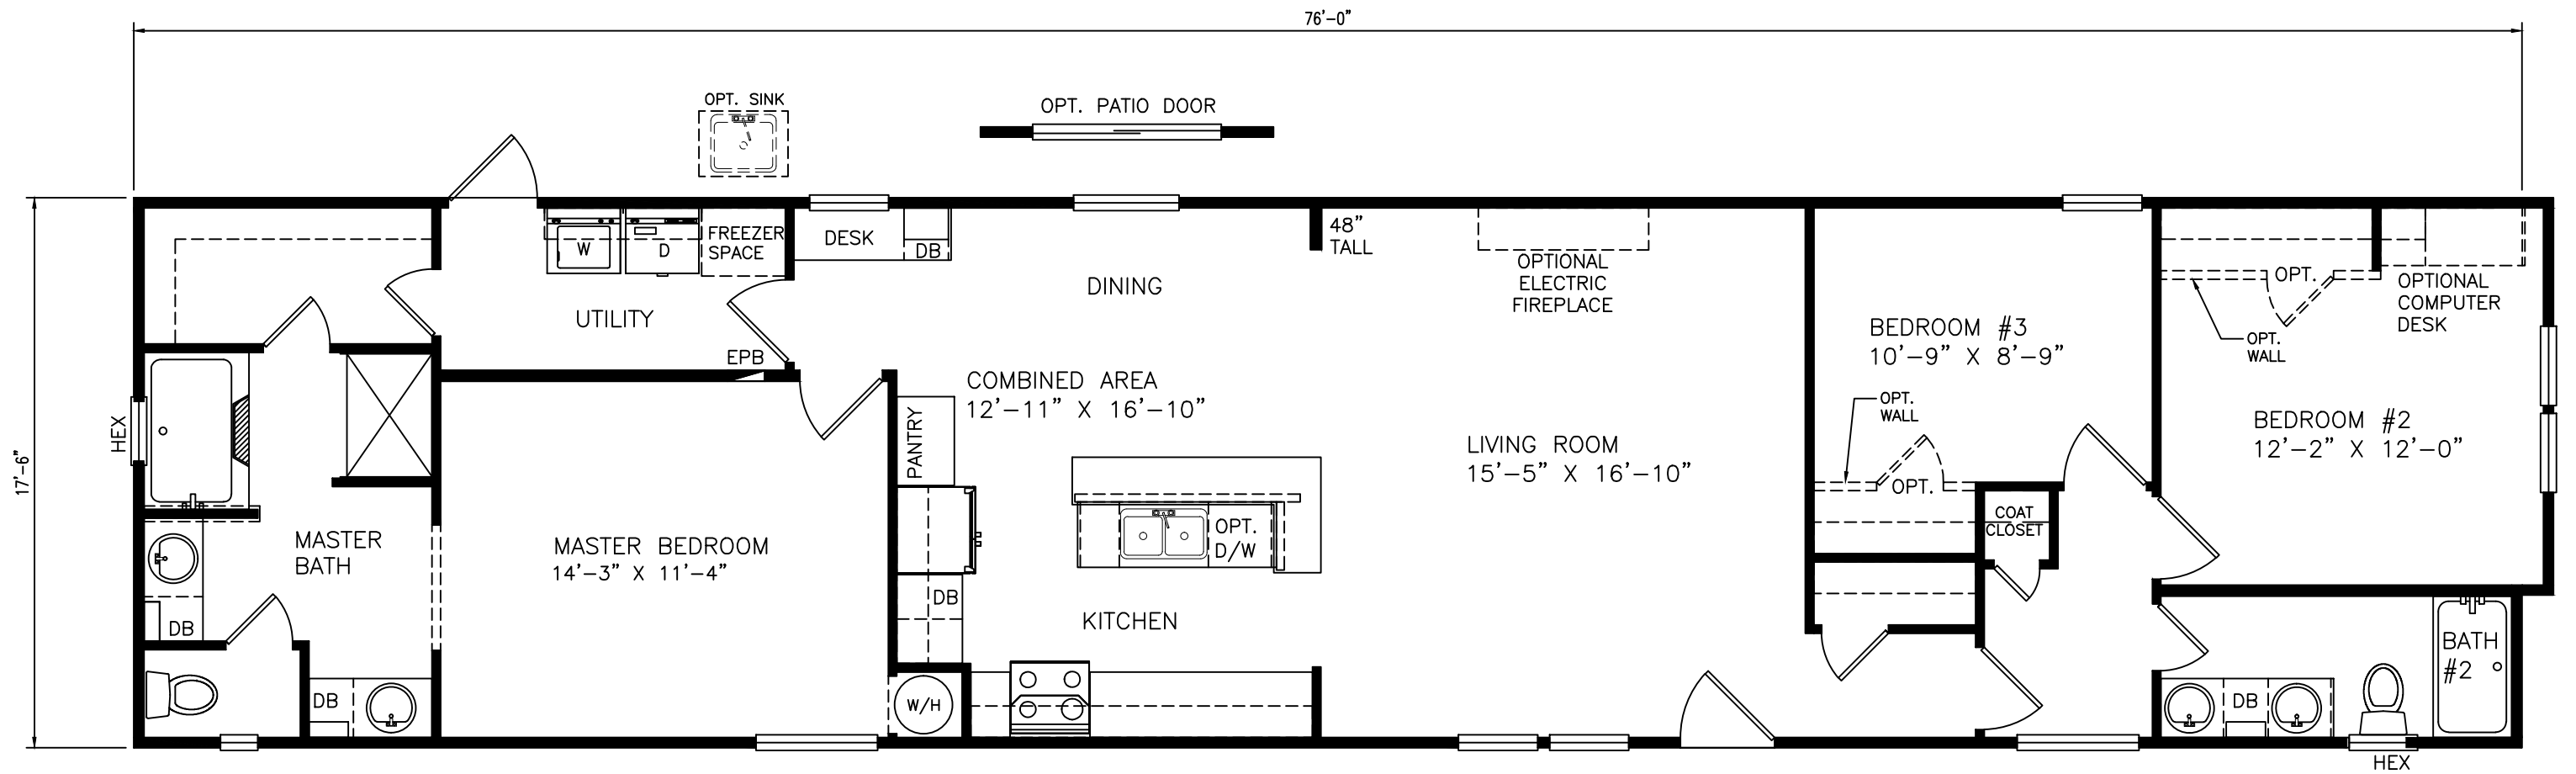 76'-0"
OPT. SINK
OPT. PATIO DOOR
17'-6"
HEX
W
D
FREEZER
SPACE
UTILITY
EPB
DESK
DB
DINING
48"
TALL
OPTIONAL
ELECTRIC
FIREPLACE
COMBINED AREA
12'-11" X 16'-10"
PANTRY
OPT.
D/W
DB
KITCHEN
W/H
LIVING ROOM
15'-5" X 16'-10"
MASTER
BATH
DB
DB
MASTER BEDROOM
14'-3" X 11'-4"
BEDROOM #3
10'-9" X 8'-9"
OPT.
WALL
OPT.
COAT
CLOSET
OPT.
OPT.
WALL
OPTIONAL
COMPUTER
DESK
BEDROOM #2
12'-2" X 12'-0"
BATH
#2
DB
HEX